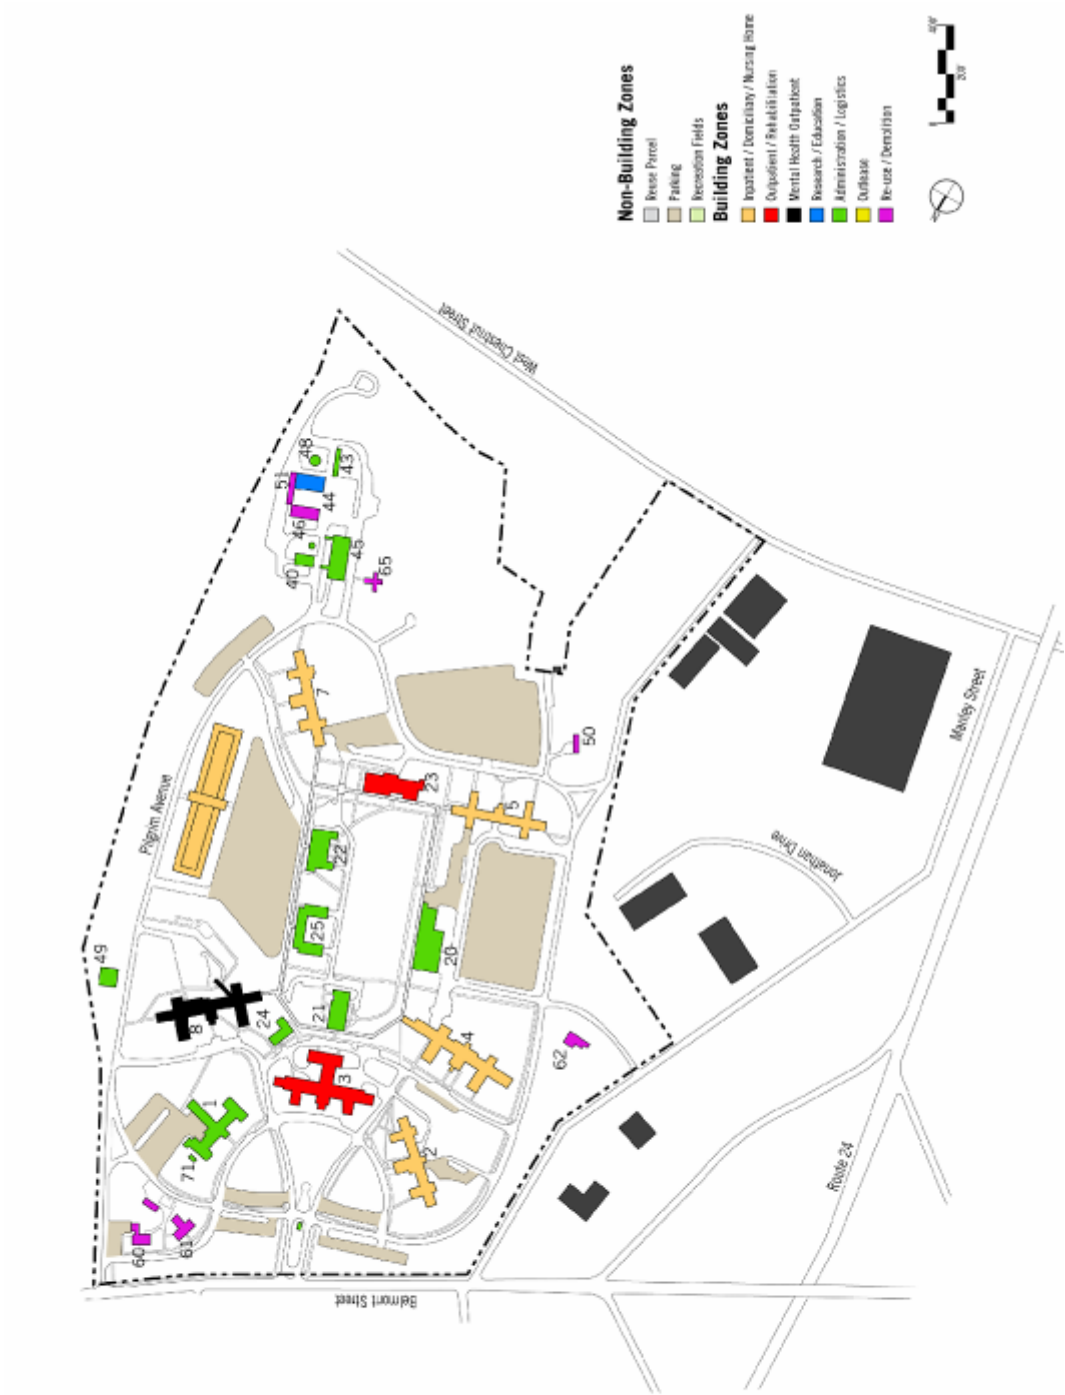 Non-Building Zones
Reuse Parcel
Parking
Recreation Fields
Building Zones
Inpatient / Domiciliary / Nursing Home
Outpatient / Rehabilitation
Mental Health Outpatient
Research / Education
Administration / Logistics
Outlease
Re-use / Demolition
0
200'
400'
West Chestnut Street
Pilgrim Avenue
Manley Street
Jonathan Drive
Route 24
Belmont Street
48
51
43
44
46
45
40
65
7
50
23
5
22
25
20
49
8
24
21
4
62
3
1
2
71
60
61